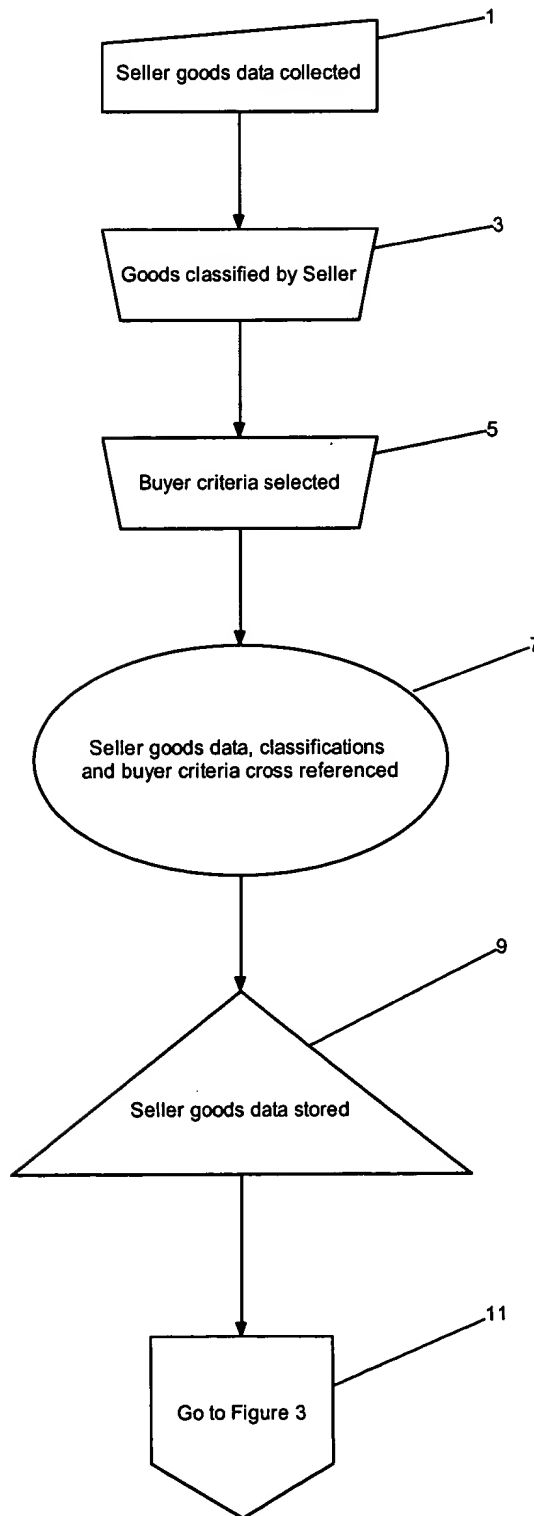 1
Seller goods data collected
3
Goods classified by Seller
5
Buyer criteria selected
7
Seller goods data, classifications
and buyer criteria cross referenced
9
Seller goods data stored
11
Go to Figure 3